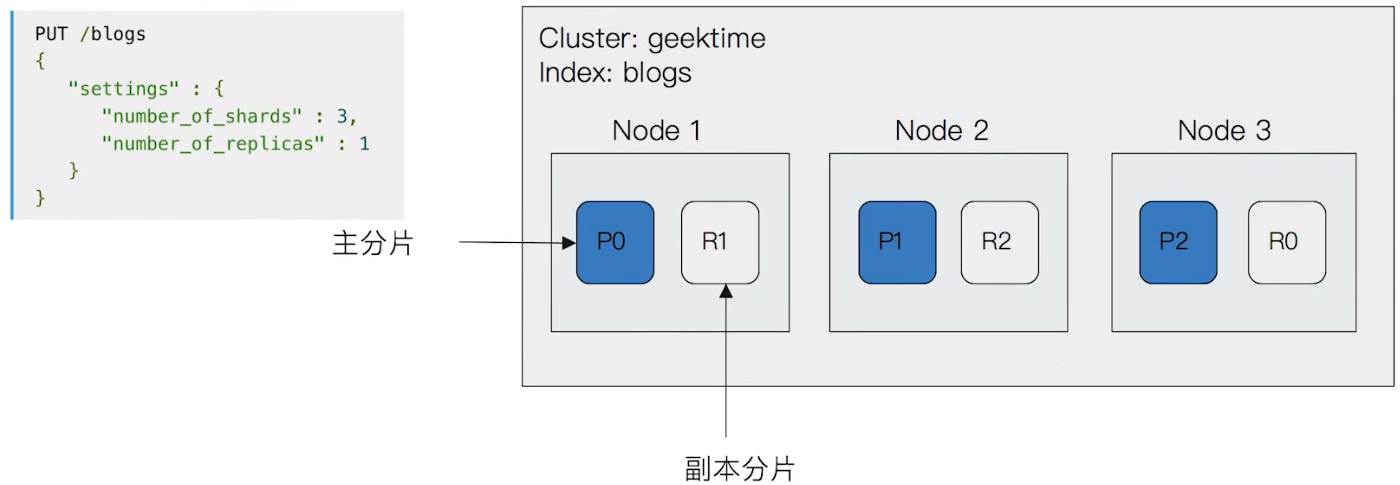 PUT /blogs
{
"settings" : {
"number_of_shards" : 3,
"number_of_replicas" : 1
}
}
Cluster: geektime
Index: blogs
Node 1
Node 2
Node 3
P0
R1
P1
R2
P2
R0
主分片
副本分片